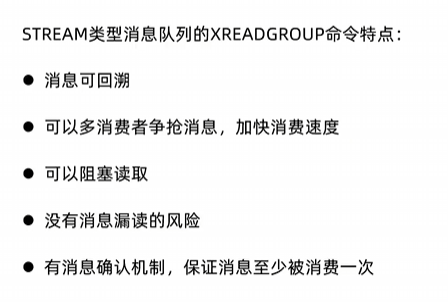 STREAM类型消息队列的XREADGROUP命令特点：
● 消息可回溯
● 可以多消费者争抢消息，加快消费速度
● 可以阻塞读取
● 没有消息漏读的风险
● 有消息确认机制，保证消息至少被消费一次